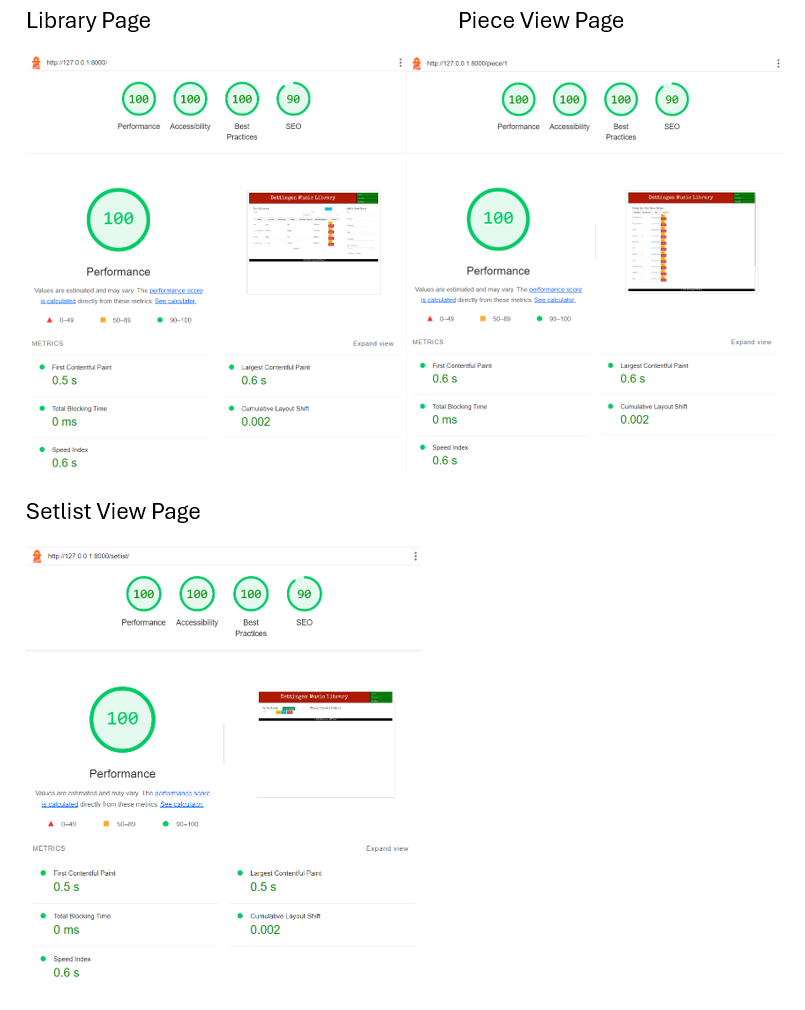 Library Page
http://127.0.0.1:8000/
100
100
100
90
Performance
Accessibility
Best Practices
SEO
100
Dettingen Music Library
Performance
Values are estimated and may vary. The performance score
is calculated directly from these metrics. See calculator.
0–49
50–89
90–100
METRICS
Expand view
First Contentful Paint
0.5 s
Largest Contentful Paint
0.6 s
Total Blocking Time
0 ms
Cumulative Layout Shift
0.002
Speed Index
0.6 s
Piece View Page
http://127.0.0.1:8000/piece/1
100
100
100
90
Performance
Accessibility
Best
Practices
SEO
100
Dettingen Music Library
Performance
Values are estimated and may vary. The performance score
is calculated directly from these metrics. See calculator.
0–49
50–89
90–100
METRICS
Expand view
First Contentful Paint
0.6 s
Largest Contentful Paint
0.6 s
Total Blocking Time
0 ms
Cumulative Layout Shift
0.002
Speed Index
0.6 s
Setlist View Page
http://127.0.0.1:8000/setlist/
100
100
100
90
Performance
Accessibility
Best
Practices
SEO
100
Dettingen Music Library
Performance
Values are estimated and may vary. The performance score
is calculated directly from these metrics. See calculator.
0–49
50–89
90–100
METRICS
Expand view
First Contentful Paint
0.5 s
Largest Contentful Paint
0.5 s
Total Blocking Time
0 ms
Cumulative Layout Shift
0.002
Speed Index
0.6 s